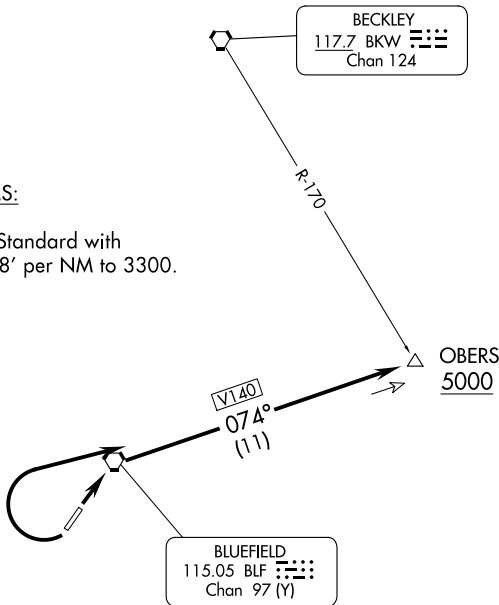 BECKLEY
117.7 BKW
Chan 124
R-170
S:
Standard with
8' per NM to 3300.
OBERS
5000
V140
074°
(11)
BLUEFIELD
115.05 BLF
Chan 97 (Y)